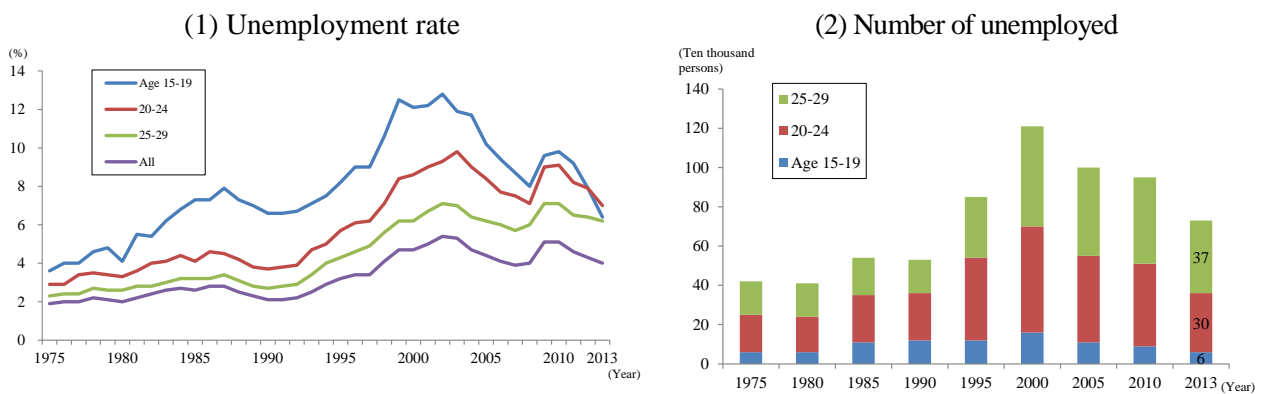 (1) Unemployment rate
(%)
14
12
10
8
6
4
2
0
Age 15-19
20-24
25-29
All
1975 1980 1985 1990 1995 2000 2005 2010 2013
(Year)
(2) Number of unemployed
(Ten thousand
persons)
140
120
100
80
60
40
20
0
25-29
20-24
Age 15-19
37
30
6
1975 1980 1985 1990 1995 2000 2005 2010 2013 (Year)